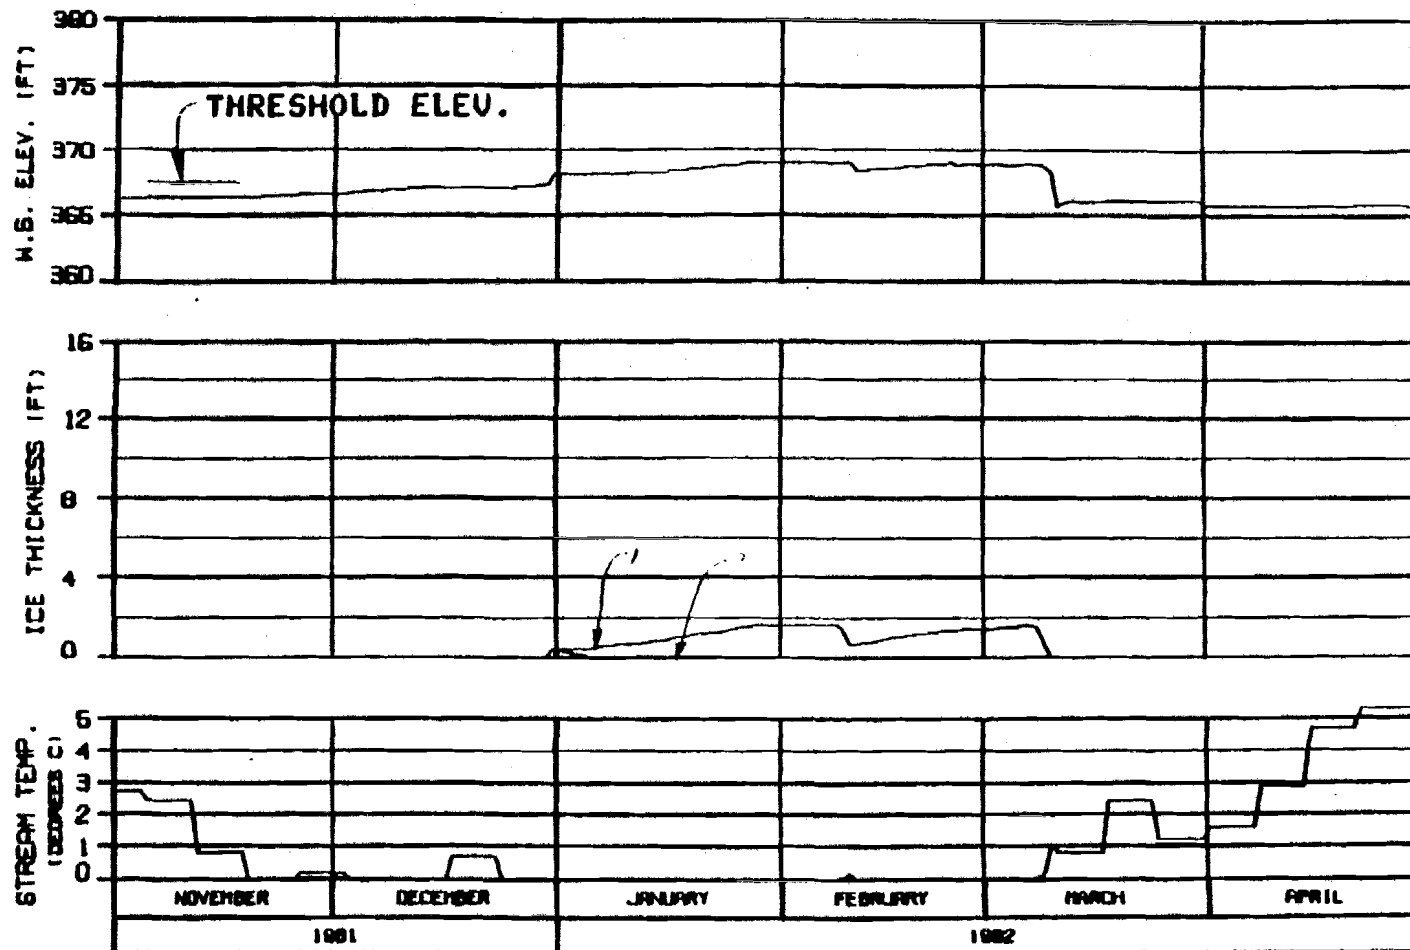 380
375
370
365
360
W.S. ELEV. (FT)
THRESHOLD ELEV.
16
12
8
4
0
ICE THICKNESS (FT)
5
4
3
2
1
0
STREAM TEMP.
(DEGREES C)
NOVEMBER DECEMBER JANUARY FEBRUARY MARCH APRIL
1981 1982